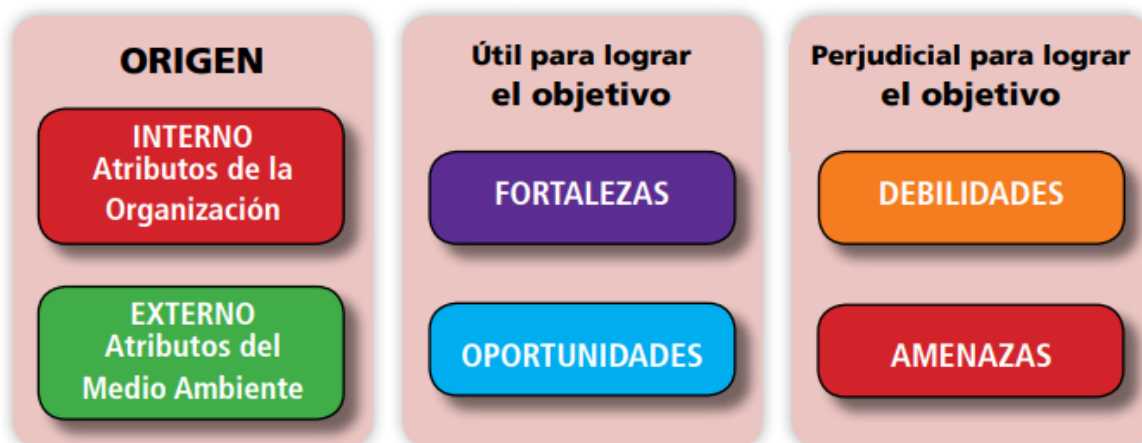 ORIGEN
INTERNO
Atributos de la
Organización
EXTERNO
Atributos del
Medio Ambiente
Útil para lograr
el objetivo
FORTALEZAS
OPORTUNIDADES
Perjudicial para lograr
el objetivo
DEBILIDADES
AMENAZAS